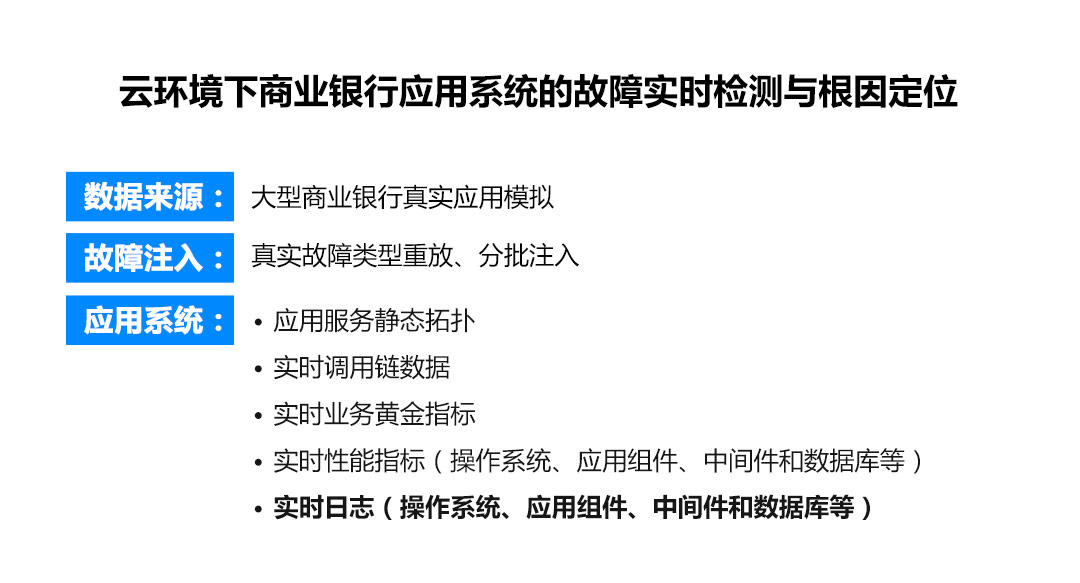 云环境下商业银行应用系统的故障实时检测与根因定位
数据来源： 大型商业银行真实应用模拟
故障注入： 真实故障类型重放、分批注入
应用系统： • 应用服务静态拓扑
• 实时调用链数据
• 实时业务黄金指标
• 实时性能指标（操作系统、应用组件、中间件和数据库等）
• 实时日志（操作系统、应用组件、中间件和数据库等）